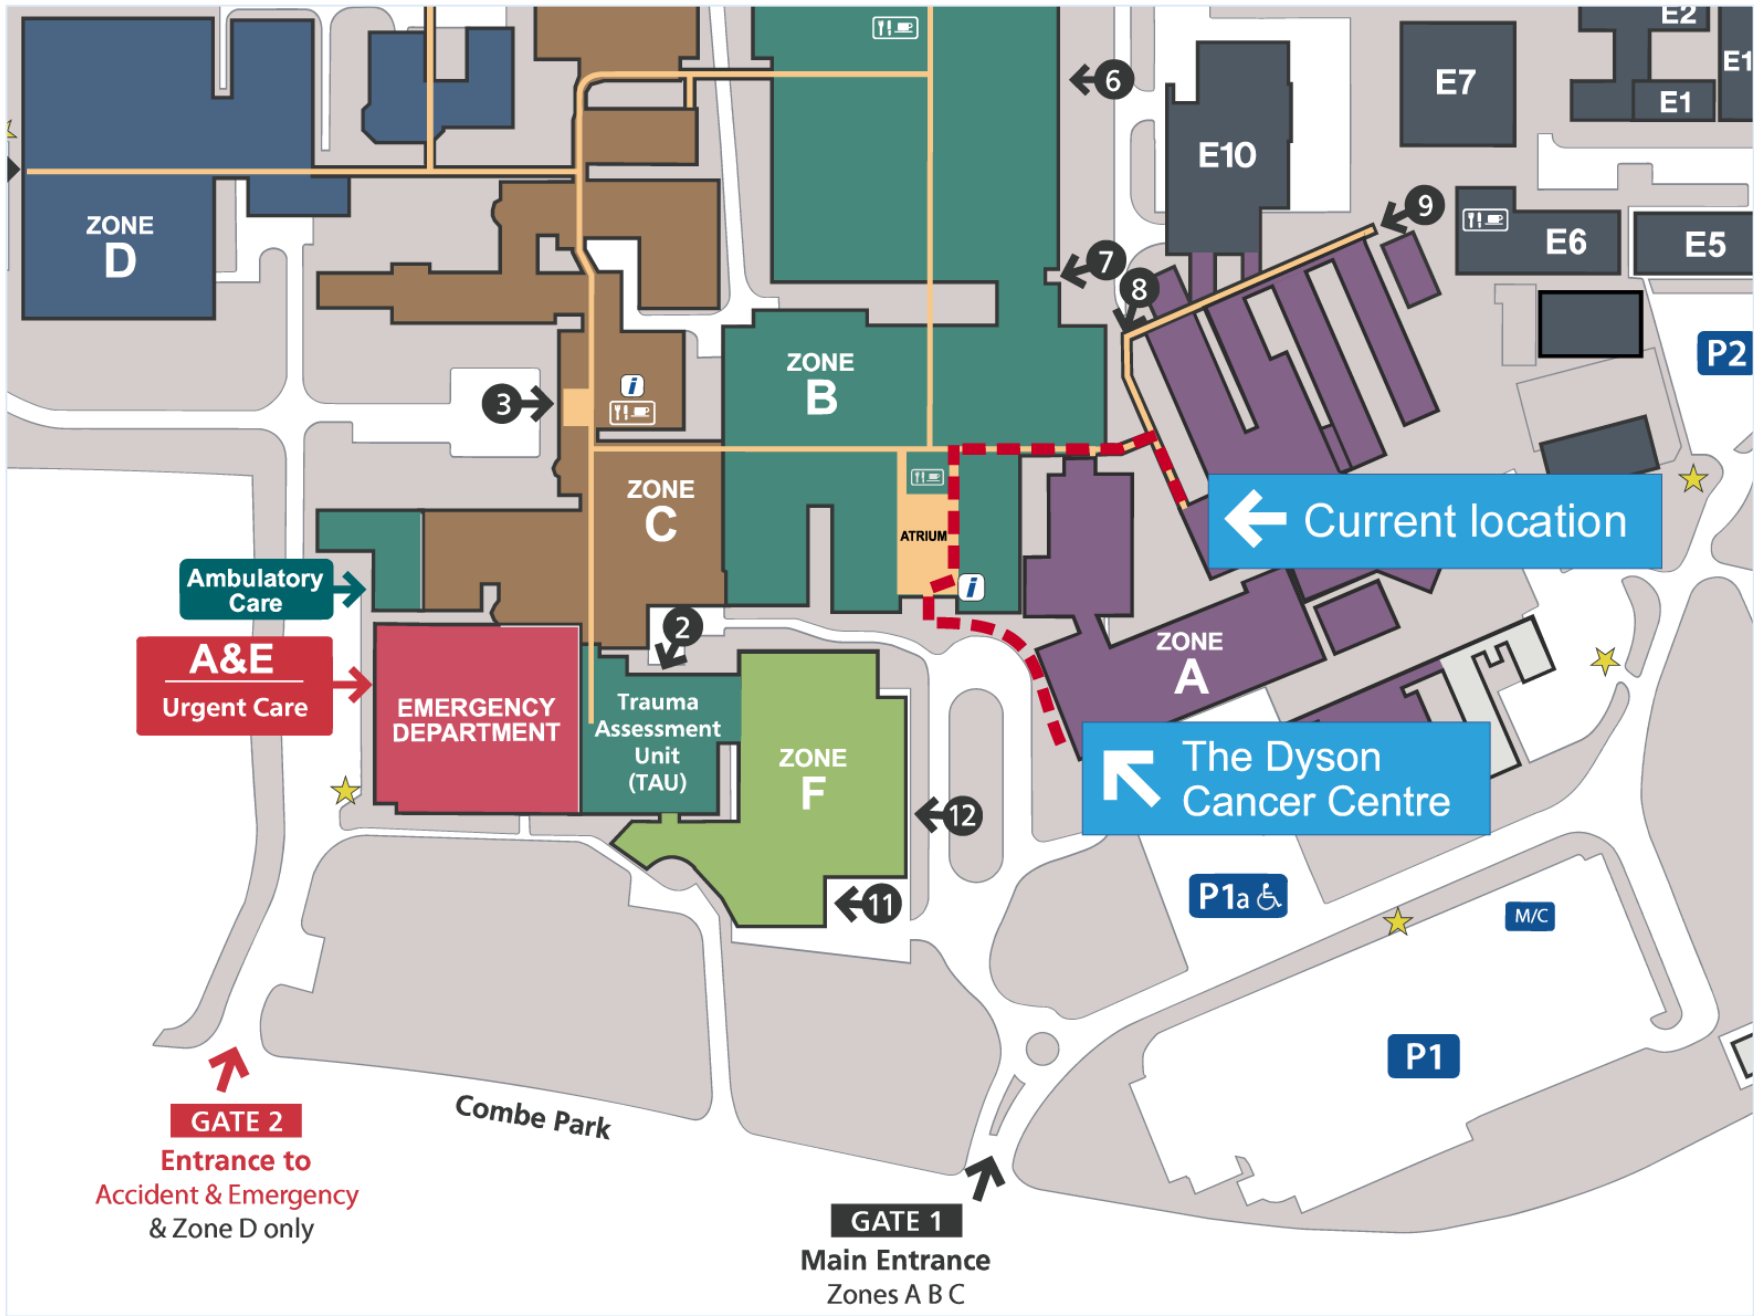 E2
E1
E7
E1
6
E10
ZONE
D
9
E6
E5
7
8
P2
ZONE
B
i
3
ZONE
C
ATRIUM
i
Current location
Ambulatory
Care
2
A&E
Urgent Care
EMERGENCY
DEPARTMENT
Trauma
Assessment
Unit
(TAU)
ZONE
A
ZONE
F
The Dyson
Cancer Centre
12
11
P1a
M/C
P1
Combe Park
GATE 2
Entrance to
Accident & Emergency
& Zone D only
GATE 1
Main Entrance
Zones A B C